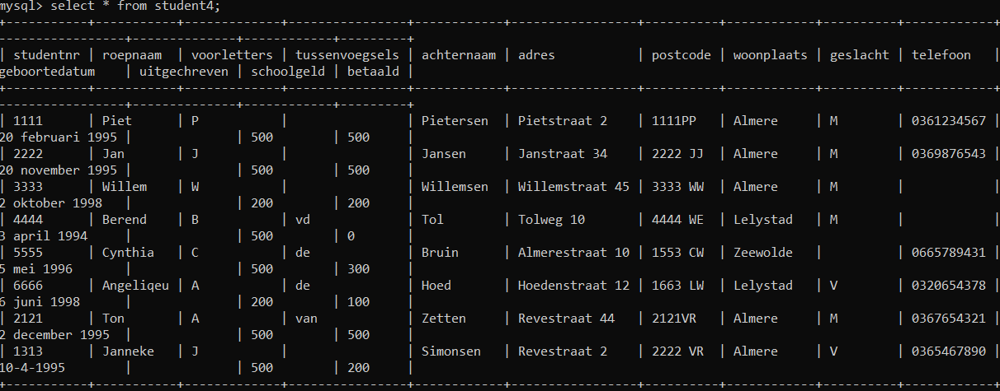 mysql> select * from student4;
+-----------+----------+-------------+---------------+------------+----------------+----------+------------+----------+------------+
----------------+-------------+-----------+---------+
| studentnr | roepnaam | voorletters | tussenvoegsels | achternaam | adres | postcode | woonplaats | geslacht | telefoon |
geboortedatum | uitgechreven | schoolgeld | betaald |
+-----------+----------+-------------+---------------+------------+----------------+----------+------------+----------+------------+
----------------+-------------+-----------+---------+
| 1111 | Piet | P | | Pietersen | Pietstraat 2 | 1111PP | Almere | M | 0361234567 |
20 februari 1995 | | 500 | 500 |
| 2222 | Jan | J | | Jansen | Janstraat 34 | 2222 JJ | Almere | M | 0369876543 |
20 november 1995 | | 500 | 500 |
| 3333 | Willem | W | | Willemsen | Willemstraat 45 | 3333 WW | Almere | M | |
2 oktober 1998 | | 200 | 200 |
| 4444 | Berend | B | vd | Tol | Tolweg 10 | 4444 WE | Lelystad | M | |
3 april 1994 | | 500 | 0 |
| 5555 | Cynthia | C | de | Bruin | Almerestraat 10 | 1553 CW | Zeewolde | | 0665789431 |
5 mei 1996 | | 500 | 300 |
| 6666 | Angeliqeu | A | de | Hoed | Hoedenstraat 12 | 1663 LW | Lelystad | V | 0320654378 |
6 juni 1998 | | 200 | 100 |
| 2121 | Ton | A | van | Zetten | Revestraat 44 | 2121VR | Almere | M | 0367654321 |
2 december 1995 | | 500 | 500 |
| 1313 | Janneke | J | | Simonsen | Revestraat 2 | 2222 VR | Almere | V | 0365467890 |
10-4-1995 | | 500 | 200 |
+-----------+----------+-------------+---------------+------------+----------------+----------+------------+----------+------------+